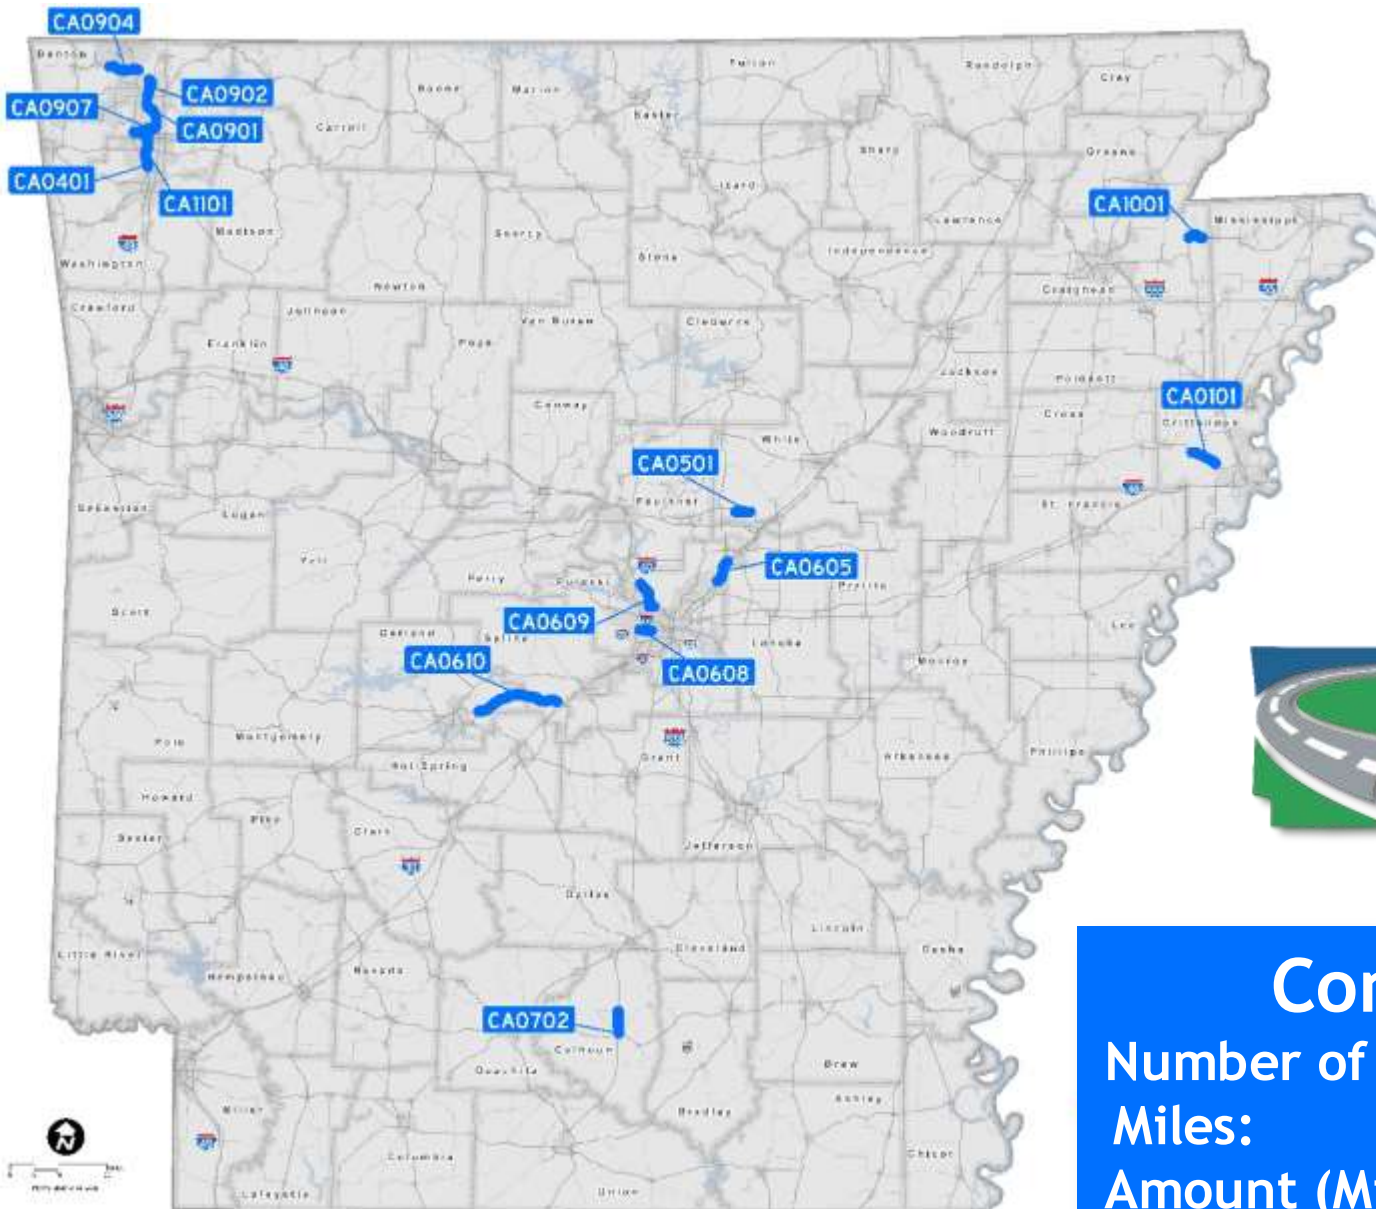 CA0904
Benton
CA0902
CA0907
CA0901
CA0401
CA1101
Carroll
Boone
Marion
Baxter
Fulton
Randolph
Clay
Sharp
Greene
Izard
Lawrence
CA1001
Mississippi
Madison
Washington
Newton
Searcy
Stone
Independence
Craighead
Crawford
Franklin
Johnson
Pope
Van Buren
Cleburne
Jackson
Poinsett
CA0101
Conway
White
Woodruff
Cross
Crittenden
CA0501
Faulkner
Sebastian
Logan
St. Francis
Yell
Perry
Pulaski
CA0605
Prairie
Scott
CA0609
Garland
Saline
Lonoke
Lee
CA0610
CA0608
Monroe
Polk
Montgomery
Hot Spring
Grant
Arkansas
Phillips
Howard
Pike
Sevier
Clark
Jefferson
Dallas
Lincoln
Little River
Hempstead
Nevada
Cleveland
Desha
CA0702
Calhoun
Ouachita
Drew
Miller
Bradley
Ashley
Columbia
Chicot
Lafayette
Union
N
Con
Number of
Miles:
Amount (M